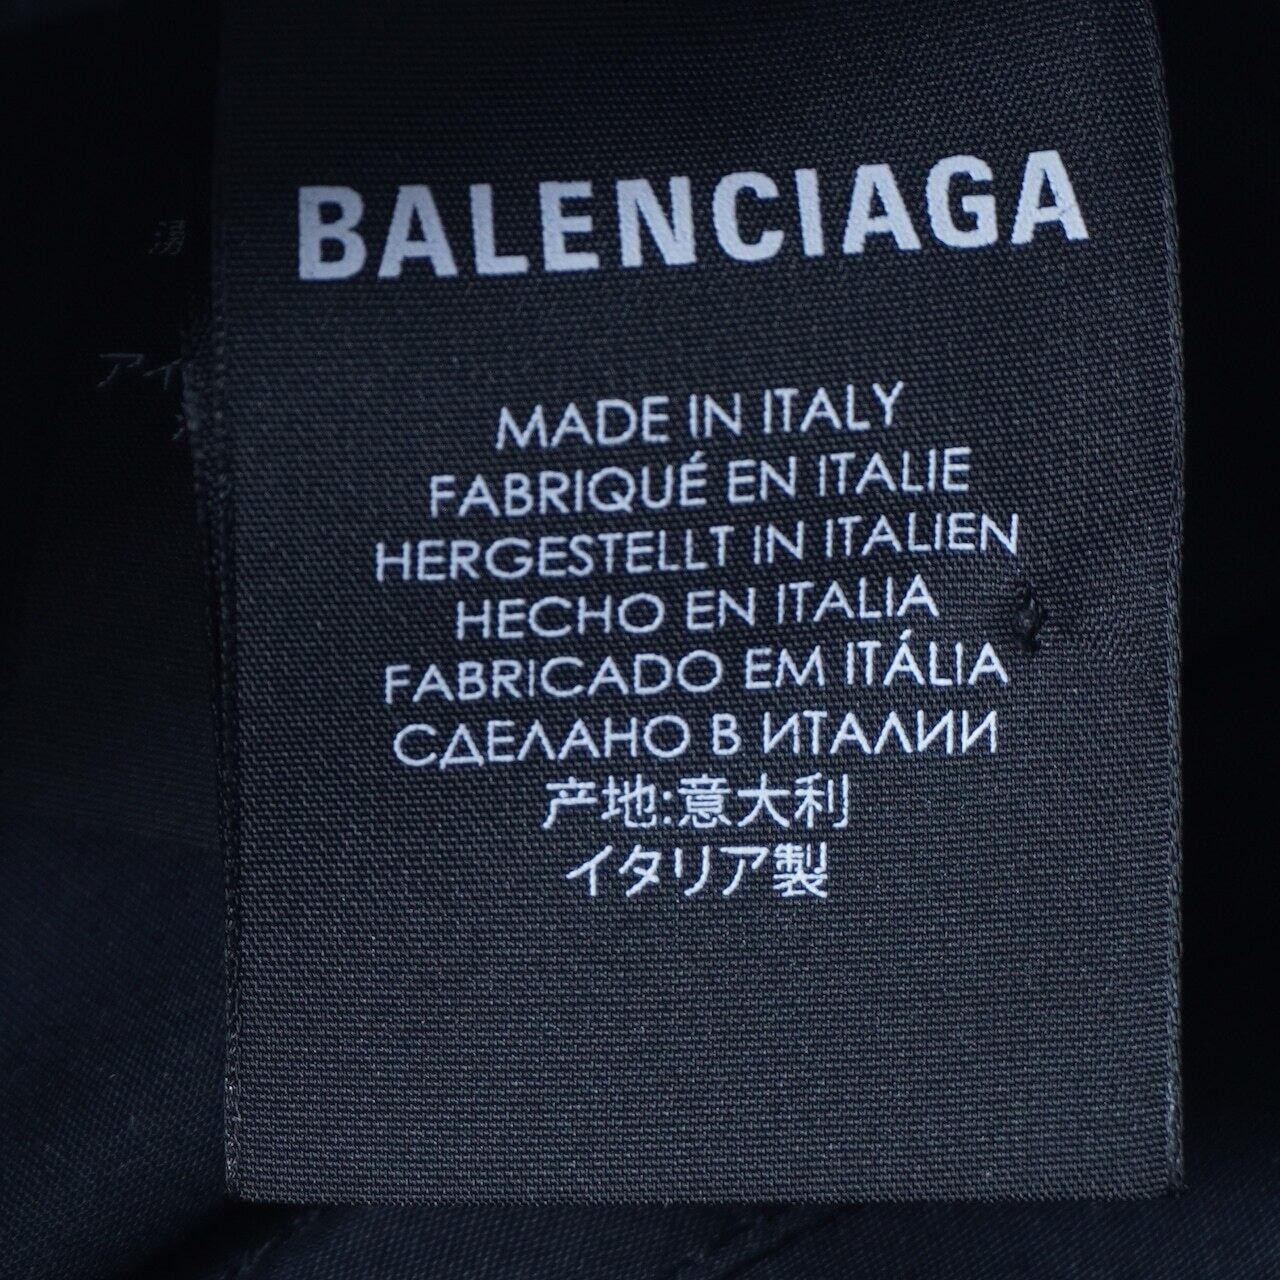 BALENCIAGA
MADE IN ITALY
FABRIQUÉ EN ITALIE
HERGESTELLT IN ITALIEN
HECHO EN ITALIA
FABRICADO EM ITÁLIA
СДЕЛАНО В ИТАЛИИ
产地:意大利
イタリア製